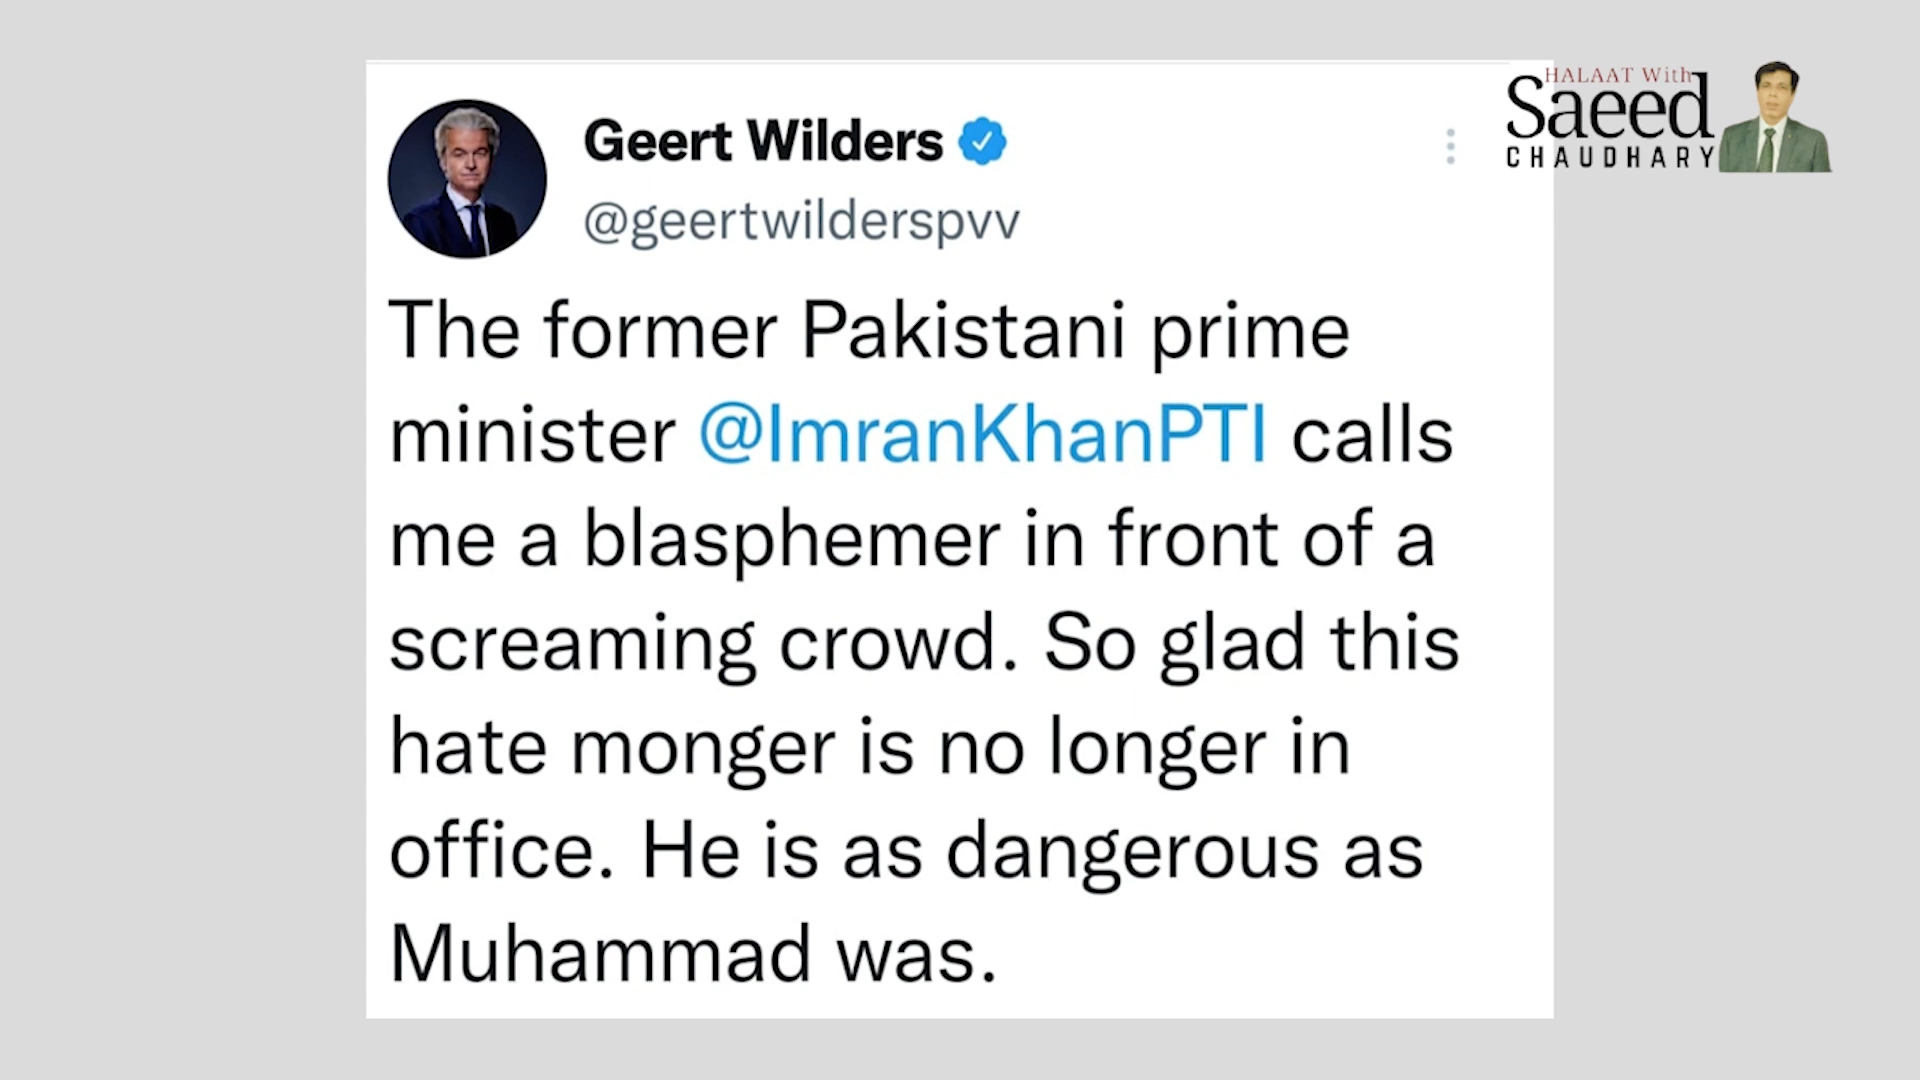 Geert Wilders
@geertwilderspvv
The former Pakistani prime
minister @ImranKhanPTI calls
me a blasphemer in front of a
screaming crowd. So glad this
hate monger is no longer in
office. He is as dangerous as
Muhammad was.
HALAAT With
Saeed
CHAUDHARY